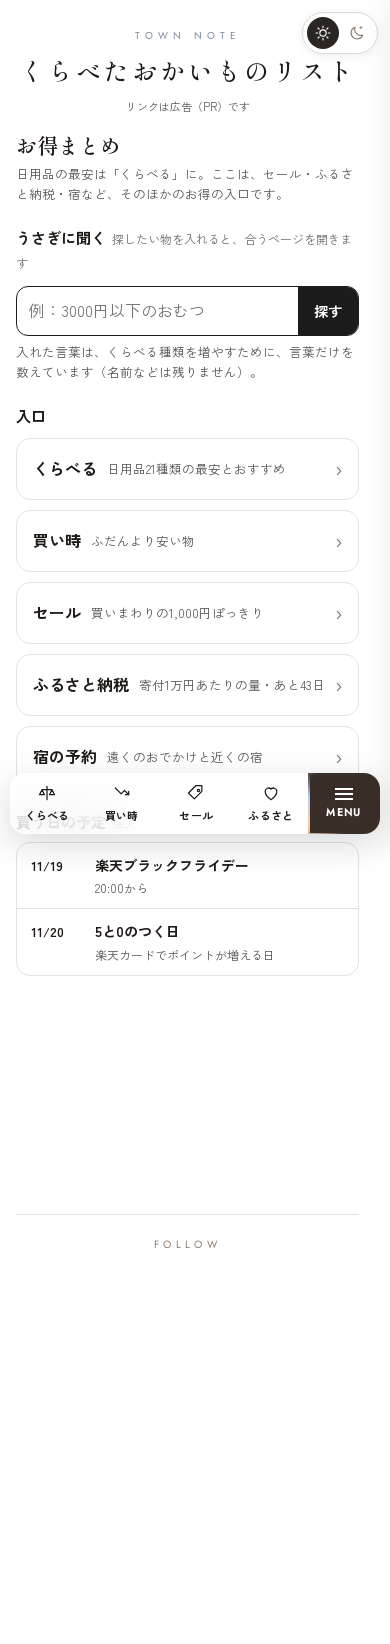 TOWN NOTE
くらべたおかいものリスト
リンクは広告（PR）です
お得まとめ
日用品の最安は「くらべる」に。ここは、セール・ふるさ
と納税・宿など、そのほかのお得の入口です。
うさぎに聞く 探したい物を入れると、合うページを開きま
す
例：3000円以下のおむつ
探す
入れた言葉は、くらべる種類を増やすために、言葉だけを
数えています（名前などは残りません）。
入口
くらべる 日用品21種類の最安とおすすめ ›
買い時 ふだんより安い物 ›
セール 買いまわりの1,000円ぽっきり ›
ふるさと納税 寄付1万円あたりの量・あと43日 ›
宿の予約 遠くのおでかけと近くの宿 ›
くらべる 買い時 セール ふるさと MENU
買う日の予定
11/19 楽天ブラックフライデー
20:00から
11/20 5と0のつく日
楽天カードでポイントが増える日
FOLLOW